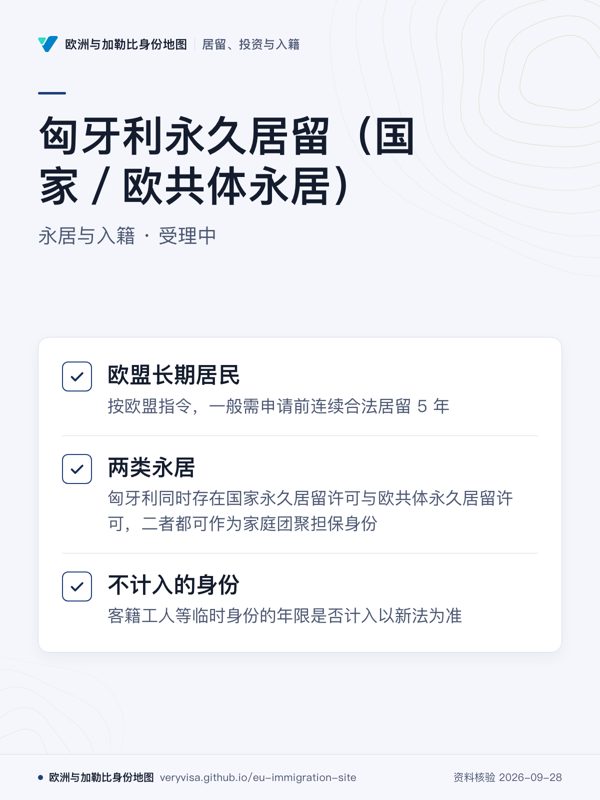 欧洲与加勒比身份地图 居留、投资与入籍
匈牙利永久居留（国
家 / 欧共体永居）
永居与入籍 · 受理中
欧盟长期居民
按欧盟指令，一般需申请前连续合法居留 5 年
两类永居
匈牙利同时存在国家永久居留许可与欧共体永久居留许
可，二者都可作为家庭团聚担保身份
不计入的身份
客籍工人等临时身份的年限是否计入以新法为准
欧洲与加勒比身份地图 veryvisa.github.io/eu-immigration-site 资料核验 2026-09-28